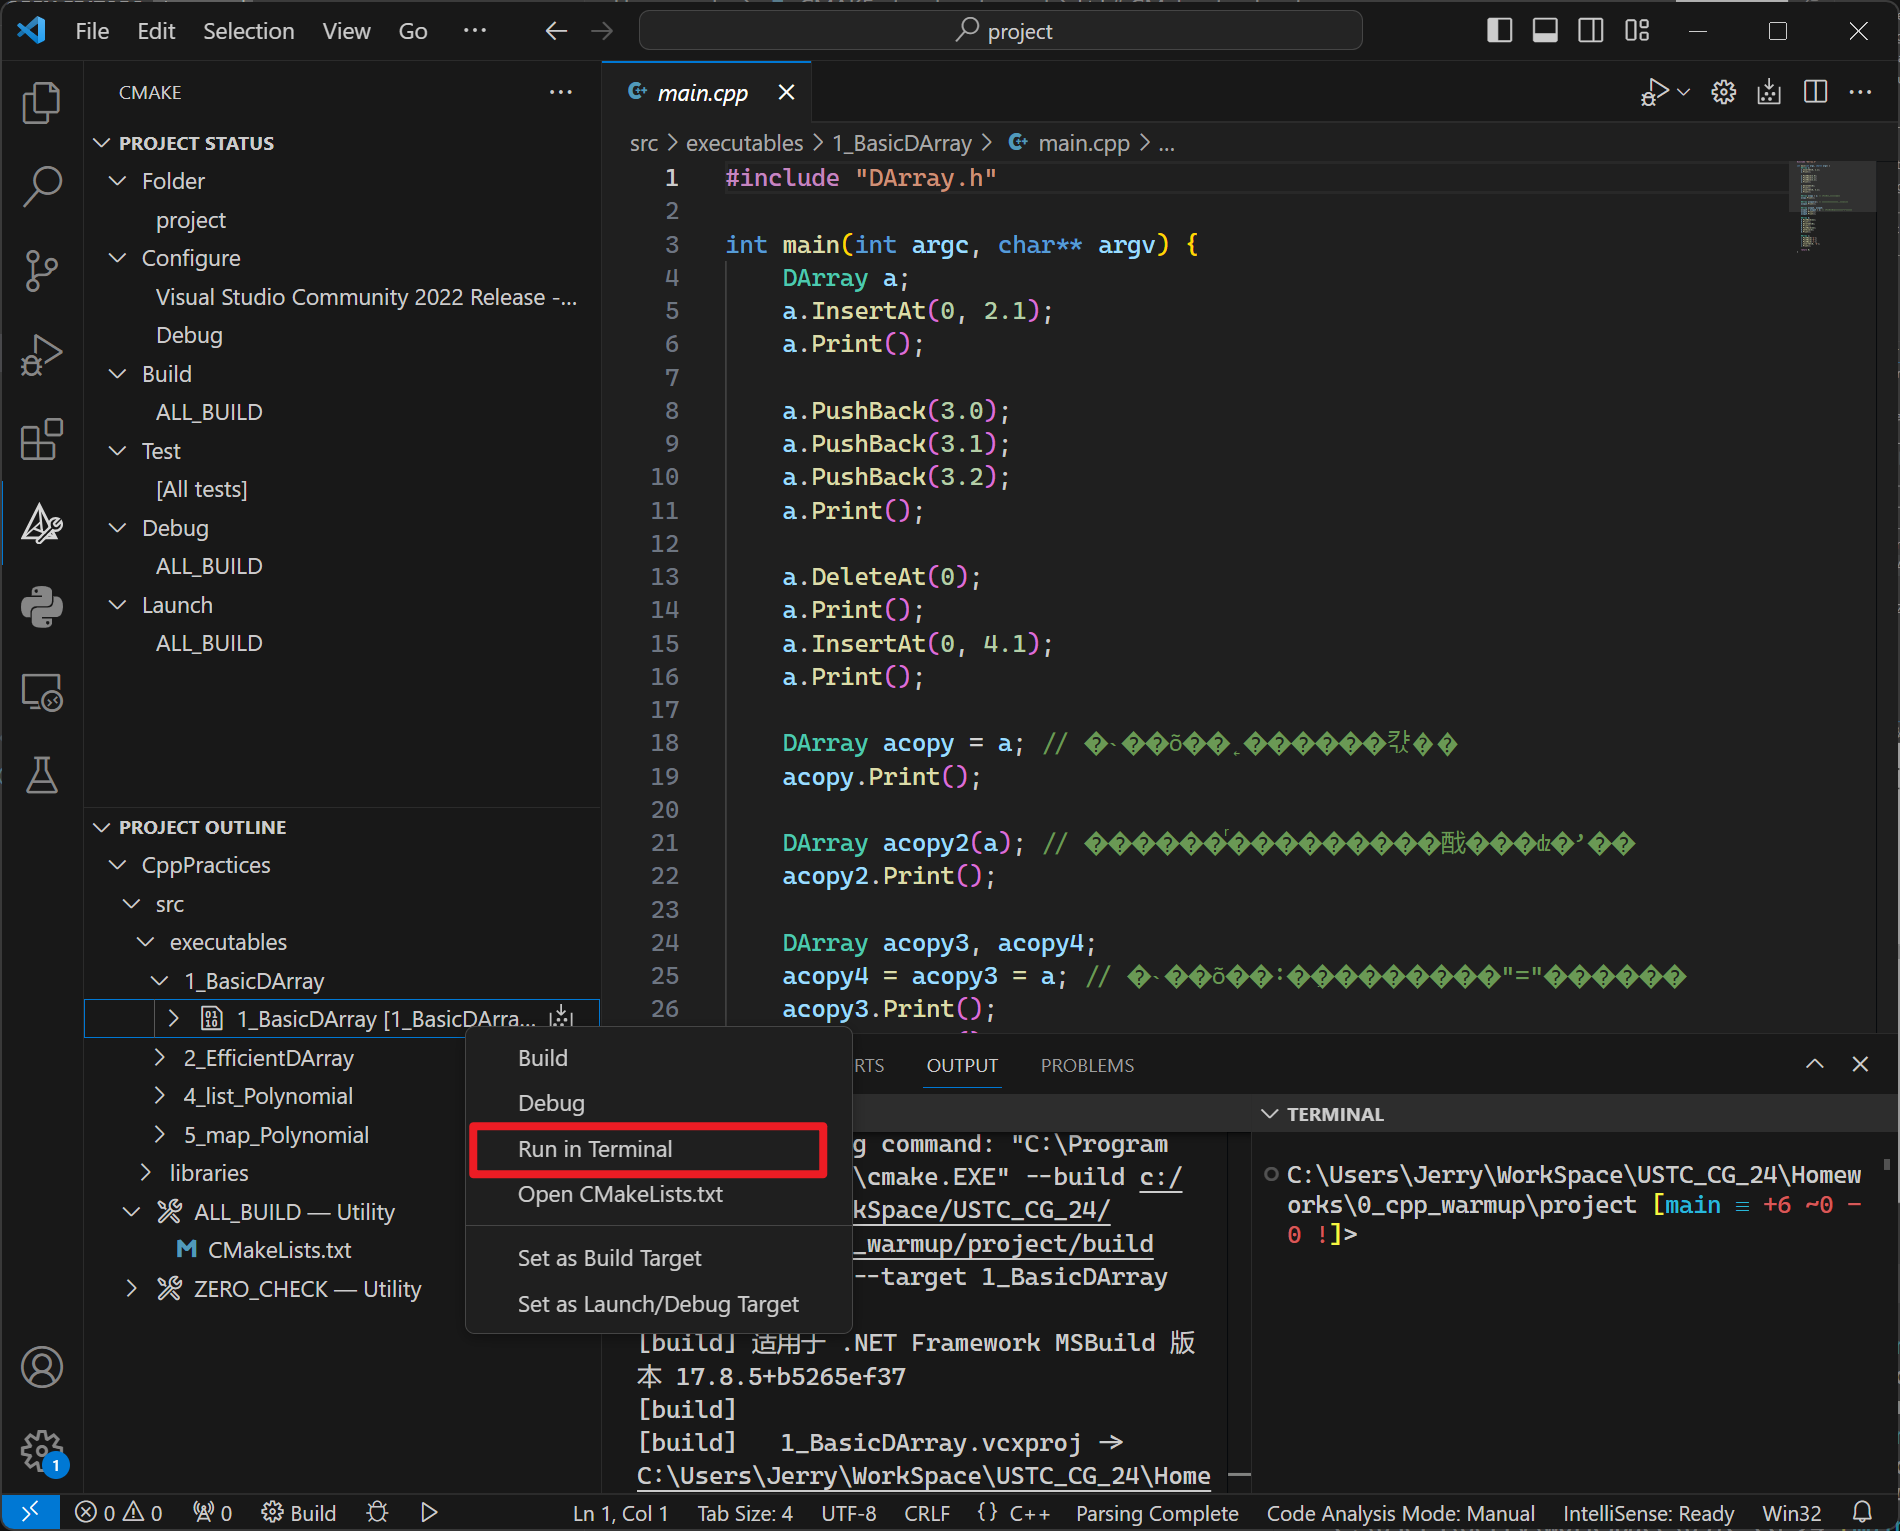 File Edit Selection View Go ··· project
CMAKE
PROJECT STATUS
Folder
project
Configure
Visual Studio Community 2022 Release -...
Debug
Build
ALL_BUILD
Test
[All tests]
Debug
ALL_BUILD
Launch
ALL_BUILD
PROJECT OUTLINE
CppPractices
src
executables
1_BasicDArray
1_BasicDArray [1_BasicDArra...
2_EfficientDArray
4_list_Polynomial
5_map_Polynomial
libraries
ALL_BUILD — Utility
CMakeLists.txt
ZERO_CHECK — Utility
main.cpp
src > executables > 1_BasicDArray > main.cpp > ...
1 #include "DArray.h"
2
3 int main(int argc, char** argv) {
4 DArray a;
5 a.InsertAt(0, 2.1);
6 a.Print();
7
8 a.PushBack(3.0);
9 a.PushBack(3.1);
10 a.PushBack(3.2);
11 a.Print();
12
13 a.DeleteAt(0);
14 a.Print();
15 a.InsertAt(0, 4.1);
16 a.Print();
17
18 DArray acopy = a; //
19 acopy.Print();
20
21 DArray acopy2(a); //
22 acopy2.Print();
23
24 DArray acopy3, acopy4;
25 acopy4 = acopy3 = a; // "="
26 acopy3.Print();
Build
Debug
Run in Terminal
Open CMakeLists.txt
Set as Build Target
Set as Launch/Debug Target
RTS OUTPUT PROBLEMS
g command: "C:\Program
\cmake.EXE" --build c:/
kSpace/USTC_CG_24/
_warmup/project/build
--target 1_BasicDArray
[build] 适用于 .NET Framework MSBuild 版
本 17.8.5+b5265ef37
[build]
[build] 1_BasicDArray.vcxproj ->
C:\Users\Jerry\WorkSpace\USTC_CG_24\Home
TERMINAL
C:\Users\Jerry\WorkSpace\USTC_CG_24\Homew
orks\0_cpp_warmup\project [main ≡ +6 ~0 -
0 !]>
1
0 0 0 Build Ln 1, Col 1 Tab Size: 4 UTF-8 CRLF {} C++ Parsing Complete Code Analysis Mode: Manual IntelliSense: Ready Win32